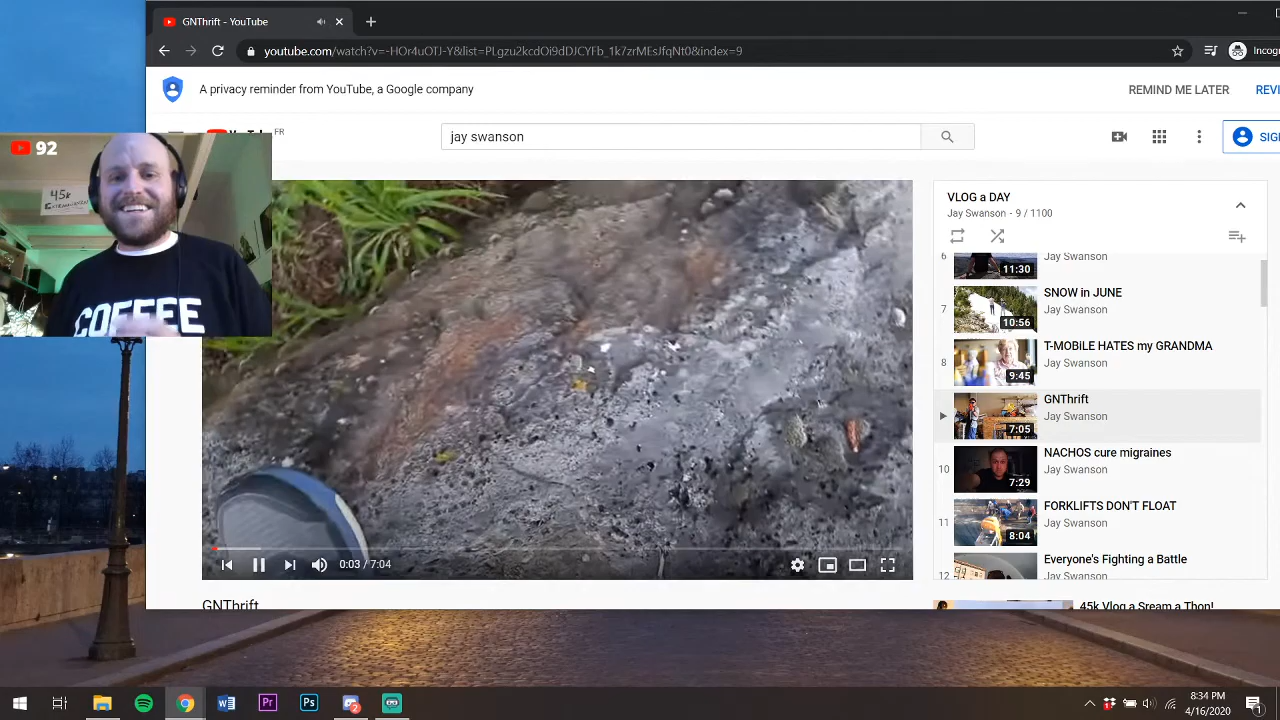 GNThrift - YouTube
youtube.com/watch?v=-HOr4uOTJ-Y&list=PLgzu2kcdOi9dDJCYFb_1k7zrMEsJfqNt0&index=9
Incog
A privacy reminder from YouTube, a Google company
REMIND ME LATER
REVI
FR
jay swanson
SIG
92
45k
COFFEE
VLOG a DAY
Jay Swanson - 9 / 1100
6
11:30
Jay Swanson
7
10:56
SNOW in JUNE
Jay Swanson
8
9:45
T-MOBILE HATES my GRANDMA
Jay Swanson
7:05
GNThrift
Jay Swanson
10
7:29
NACHOS cure migraines
Jay Swanson
11
8:04
FORKLIFTS DON'T FLOAT
Jay Swanson
12
Everyone's Fighting a Battle
Jay Swanson
0:03 / 7:04
GNThrift
45k Vlog a Sream a Thon!
8:34 PM
4/16/2020